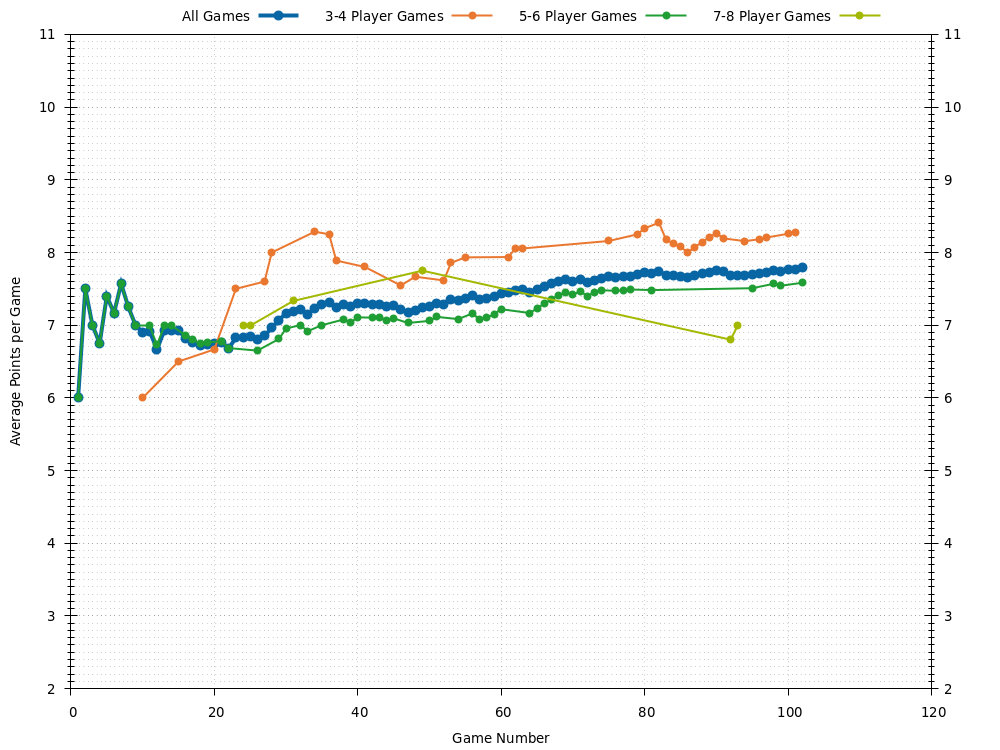 All Games 3-4 Player Games 5-6 Player Games 7-8 Player Games
11 11
10 10
9 9
8 8
7 7
6 6
5 5
4 4
3 3
2 2
0 20 40 60 80 100 120
Average Points per Game
Game Number